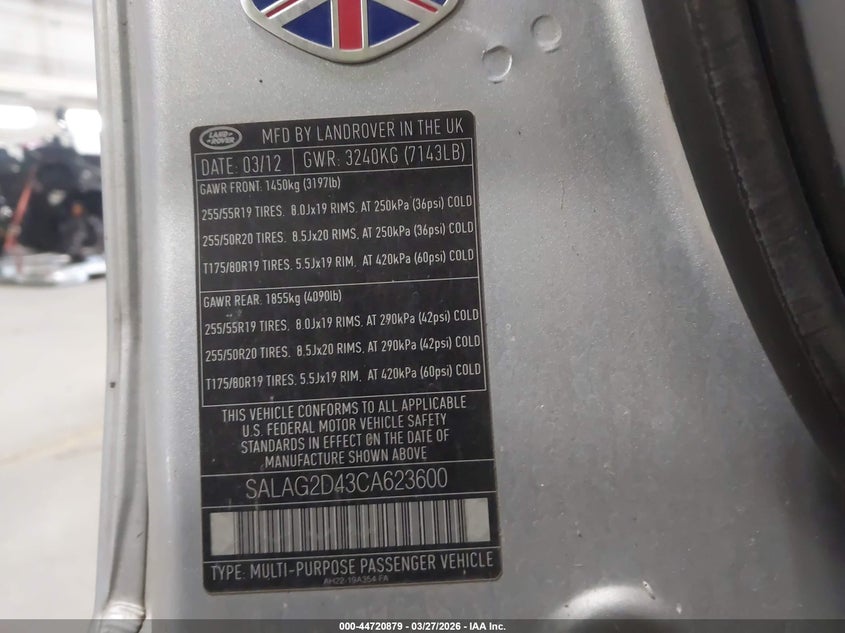 LAND
ROVER
MFD BY LANDROVER IN THE UK
DATE: 03/12 GWR: 3240KG (7143LB)
GAWR FRONT: 1450kg (3197lb)
255/55R19 TIRES. 8.0Jx19 RIMS. AT 250kPa (36psi) COLD
255/50R20 TIRES. 8.5Jx20 RIMS. AT 250kPa (36psi) COLD
T175/80R19 TIRES. 5.5Jx19 RIM. AT 420kPa (60psi) COLD
GAWR REAR: 1855kg (4090lb)
255/55R19 TIRES. 8.0Jx19 RIMS. AT 290kPa (42psi) COLD
255/50R20 TIRES. 8.5Jx20 RIMS. AT 290kPa (42psi) COLD
T175/80R19 TIRES. 5.5Jx19 RIM. AT 420kPa (60psi) COLD
THIS VEHICLE CONFORMS TO ALL APPLICABLE
U.S. FEDERAL MOTOR VEHICLE SAFETY
STANDARDS IN EFFECT ON THE DATE OF
MANUFACTURE SHOWN ABOVE
SALAG2D43CA623600
TYPE: MULTI-PURPOSE PASSENGER VEHICLE
AH22-19A354-FA
000-44720879 - 03/27/2026 - IAA Inc.